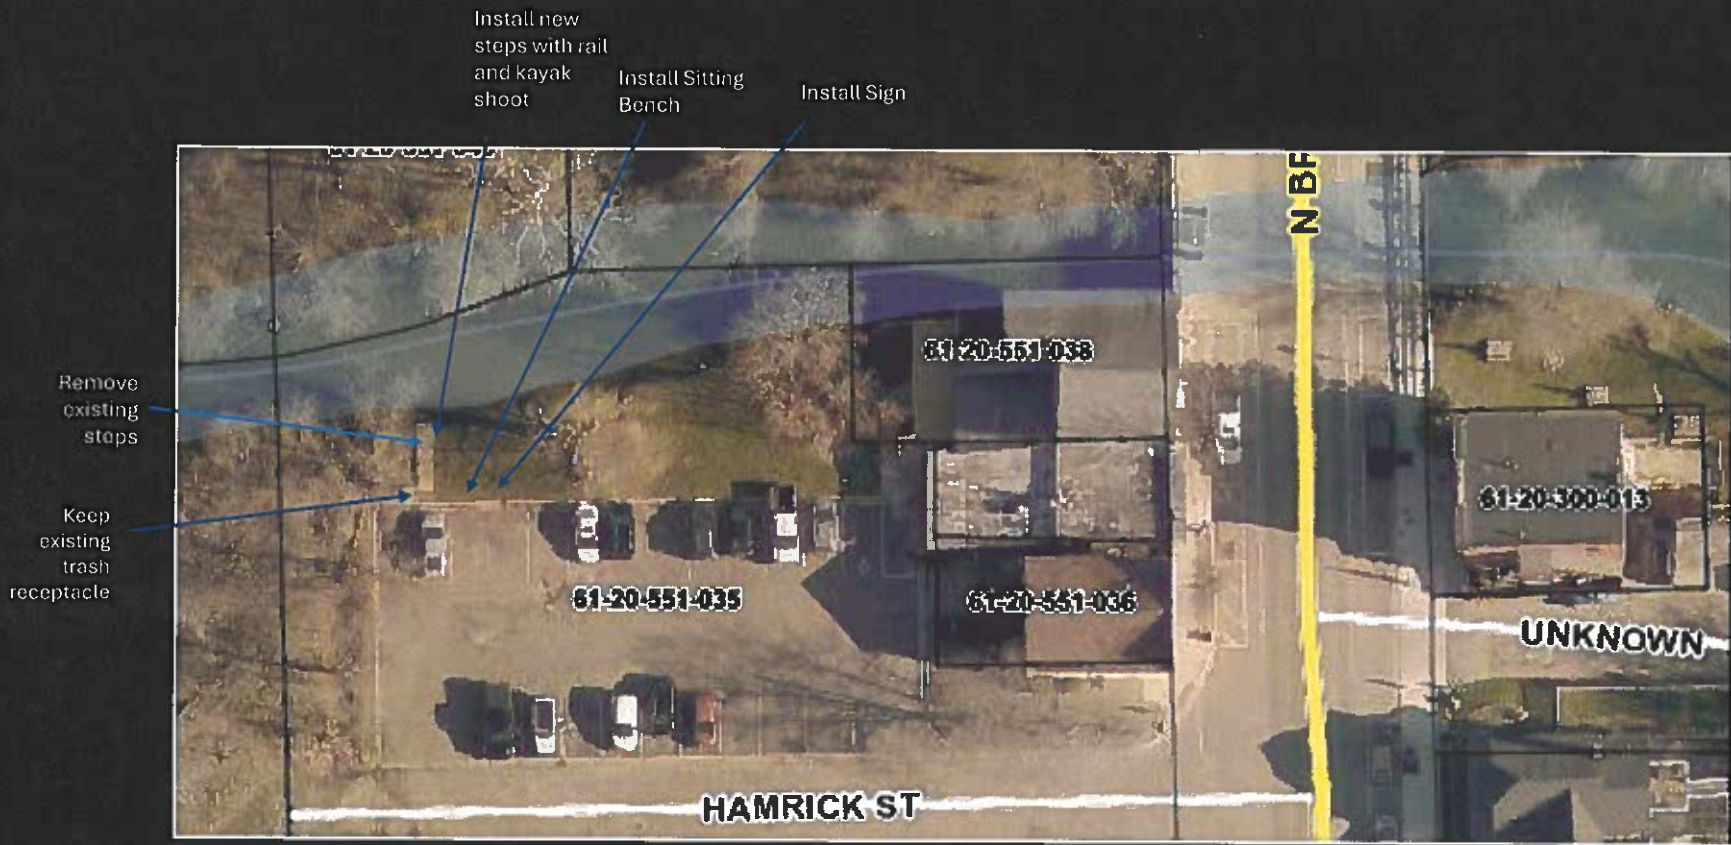 Install new
steps with rail
and kayak
shoot
Install Sitting
Bench
Install Sign
N BF
61-20-551-038
Remove
existing
steps
61-20-300-013
Keep
existing
trash
receptacle
61-20-551-035
61-20-551-036
UNKNOWN
HAMRICK ST